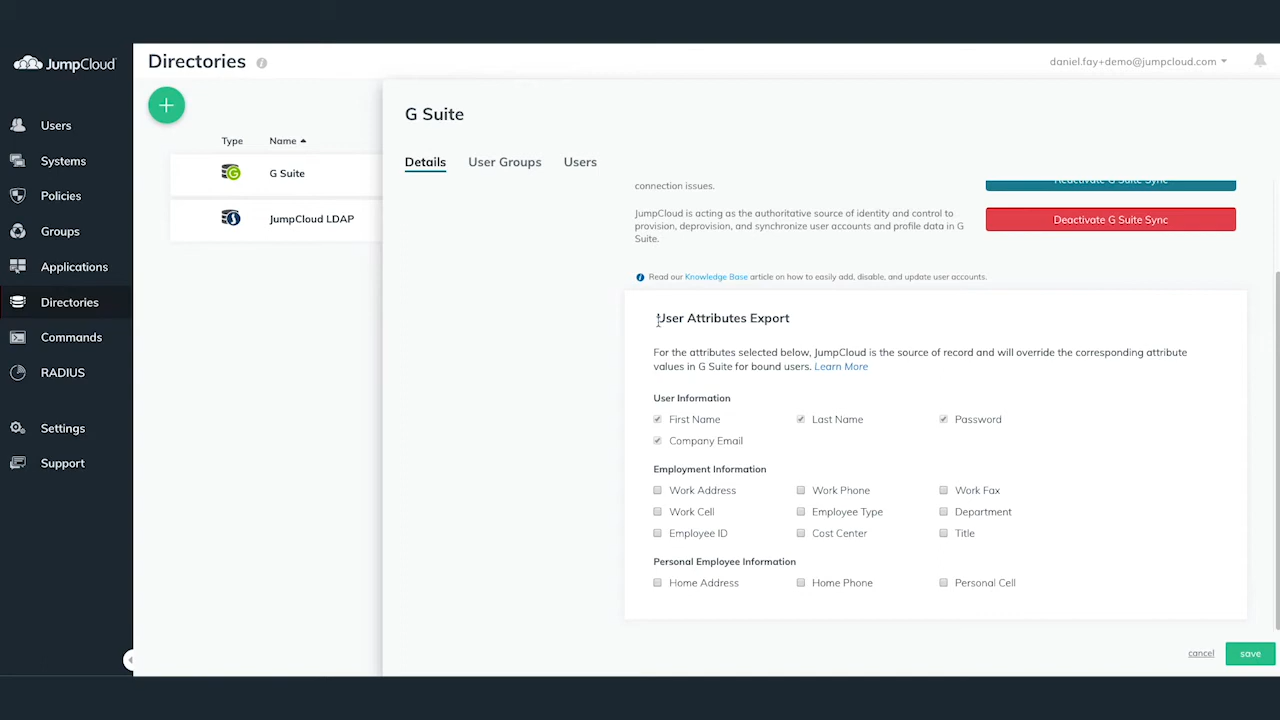 JumpCloud
Users
Systems
Policies
Groups
Applications
Directories
Commands
RADIUS
Settings
Support
Directories
daniel.fay+demo@jumpcloud.com
Type Name
G Suite
JumpCloud LDAP
G Suite
Details User Groups Users
connection issues.
Reactivate G Suite Sync
JumpCloud is acting as the authoritative source of identity and control to
provision, deprovision, and synchronize user accounts and profile data in G
Suite.
Deactivate G Suite Sync
Read our Knowledge Base article on how to easily add, disable, and update user accounts.
User Attributes Export
For the attributes selected below, JumpCloud is the source of record and will override the corresponding attribute
values in G Suite for bound users. Learn More
User Information
First Name Last Name Password
Company Email
Employment Information
Work Address Work Phone Work Fax
Work Cell Employee Type Department
Employee ID Cost Center Title
Personal Employee Information
Home Address Home Phone Personal Cell
cancel save